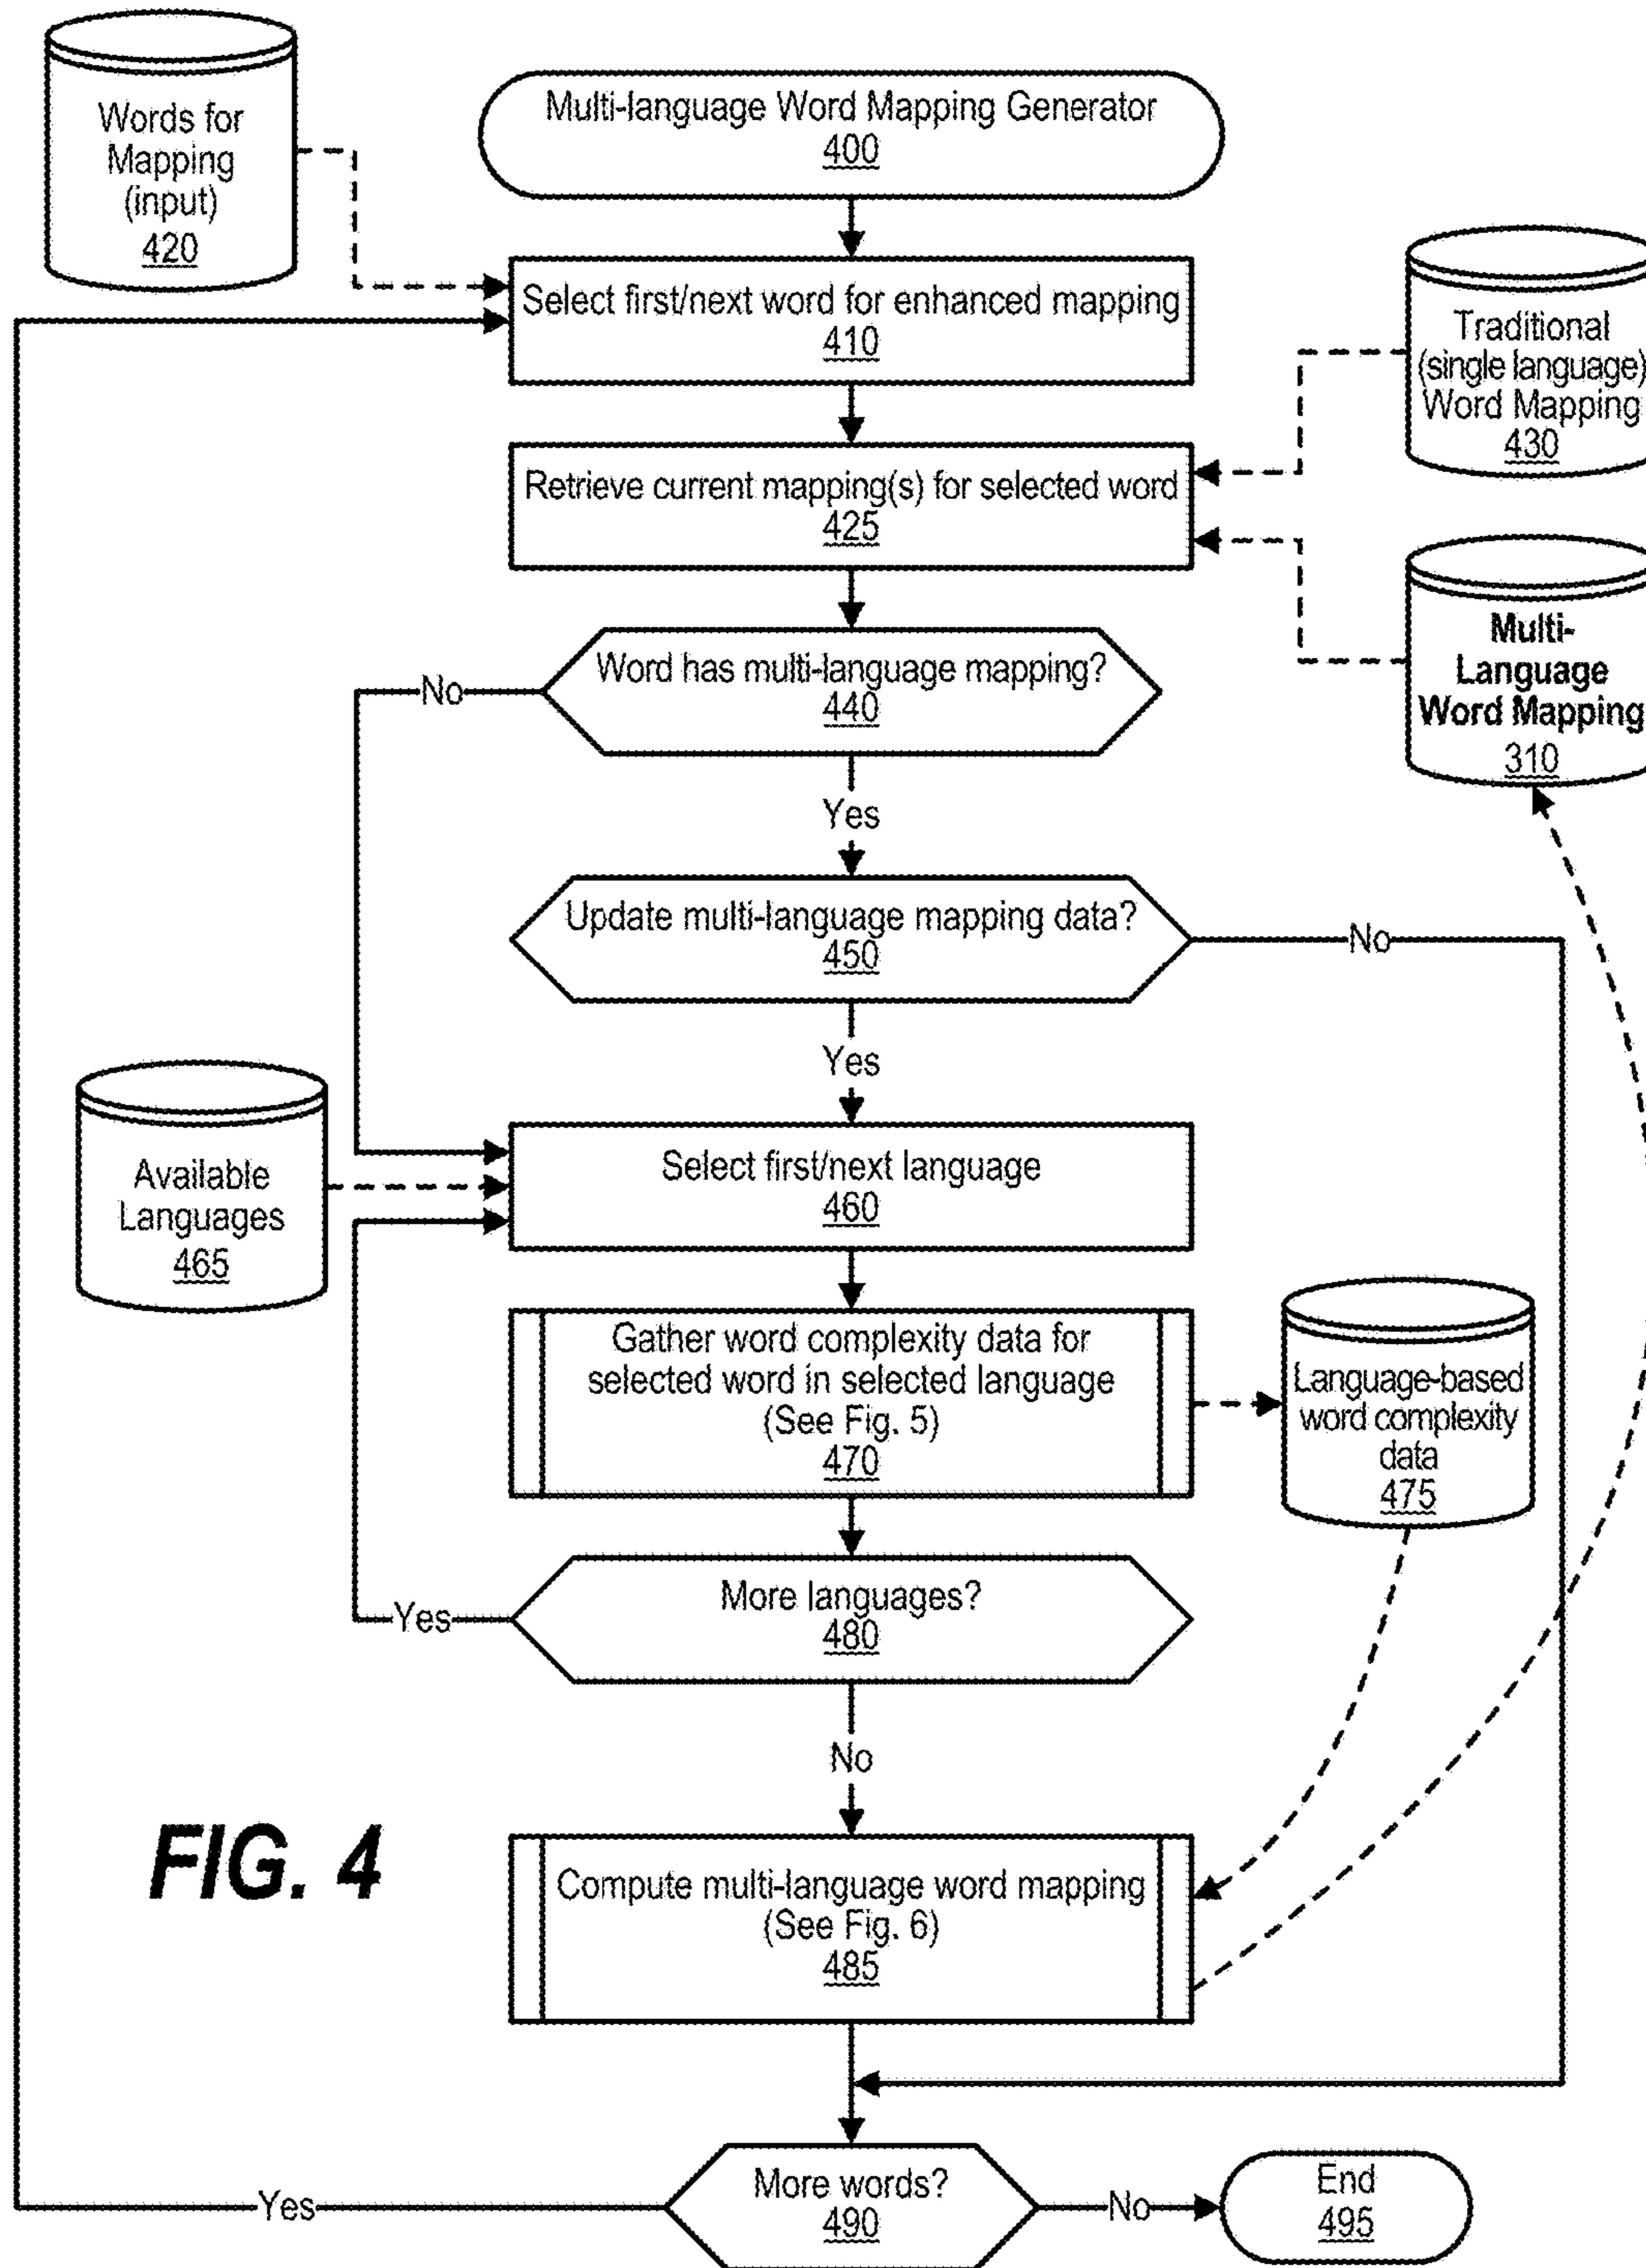 Words for
Mapping
(input)
420
Multi-language Word Mapping Generator
400
Select first/next word for enhanced mapping
410
Traditional
(single language)
Word Mapping
430
Retrieve current mapping(s) for selected word
425
Multi-
Language
Word Mapping
310
Word has multi-language mapping?
440
No
Yes
Update multi-language mapping data?
450
No
Yes
Available
Languages
465
Select first/next language
460
Gather word complexity data for
selected word in selected language
(See Fig. 5)
470
Language-based
word complexity
data
475
More languages?
480
Yes
No
FIG. 4
Compute multi-language word mapping
(See Fig. 6)
485
More words?
490
Yes
No
End
495